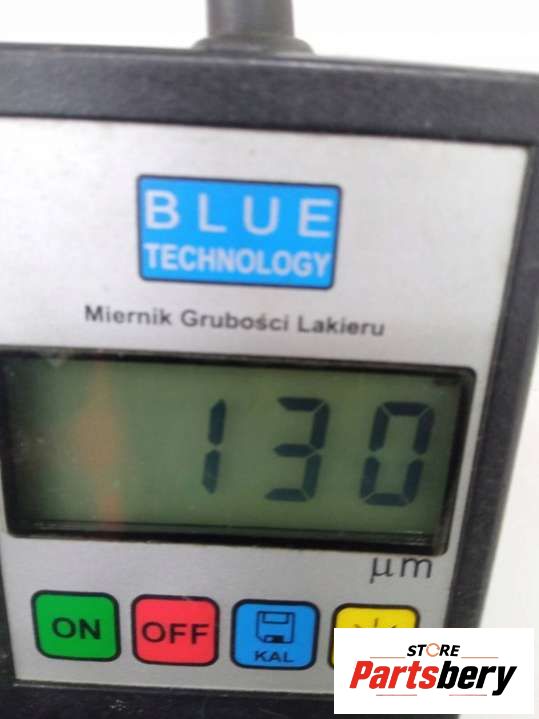 BLUE
TECHNOLOGY
Miernik Grubości Lakieru
130
μm
ON
OFF
KAL
STORE
Partsbery